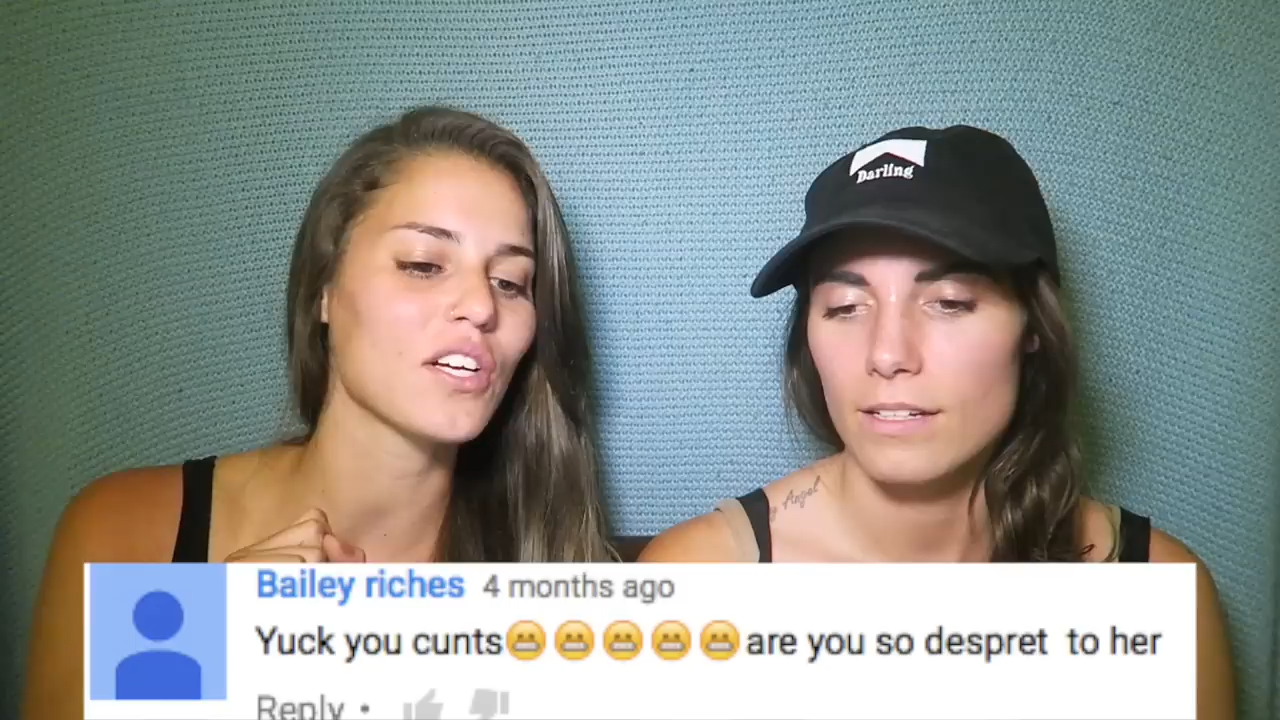 Darling
Angel
Bailey riches 4 months ago
Yuck you cunts😬😬😬😬😬are you so despret to her
Reply •